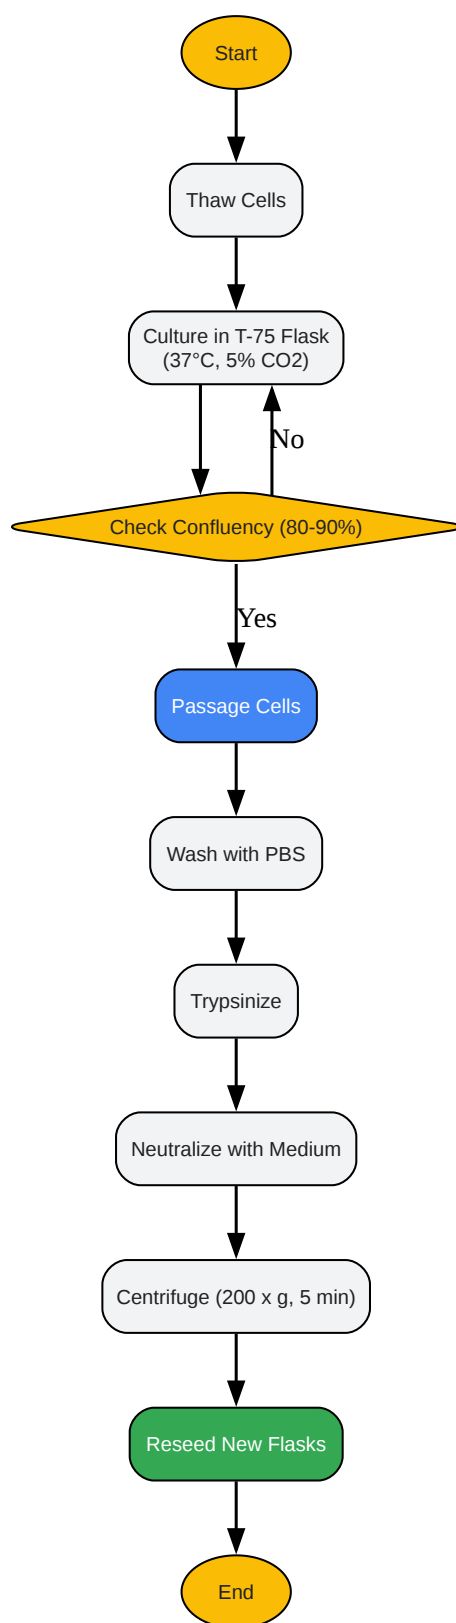 Start
Thaw Cells
Culture in T-75 Flask
(37°C, 5% CO2)
No
Check Confluency (80-90%)
Yes
Passage Cells
Wash with PBS
Trypsinize
Neutralize with Medium
Centrifuge (200 x g, 5 min)
Reseed New Flasks
End